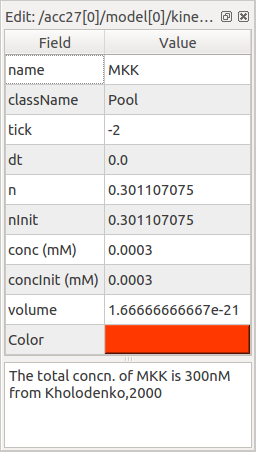 Edit: /acc27[0]/model[0]/kine...
Field Value
name MKK
className Pool
tick -2
dt 0.0
n 0.301107075
nInit 0.301107075
conc (mM) 0.0003
concInit (mM) 0.0003
volume 1.66666666667e-21
Color
The total concn. of MKK is 300nM
from Kholodenko,2000